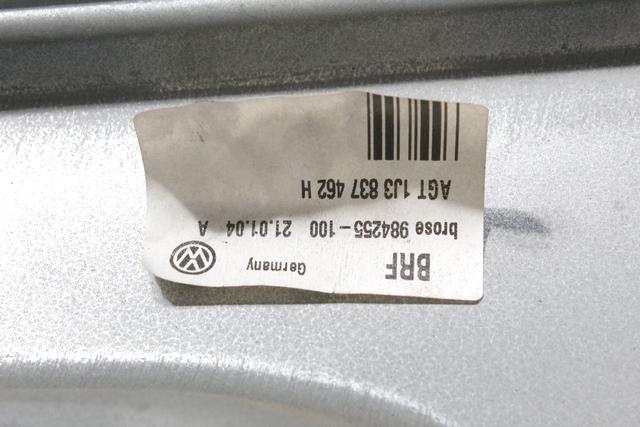 BRF Germany
brose 984255-100 21.01.04 A
AGT 1J3 837 462 H